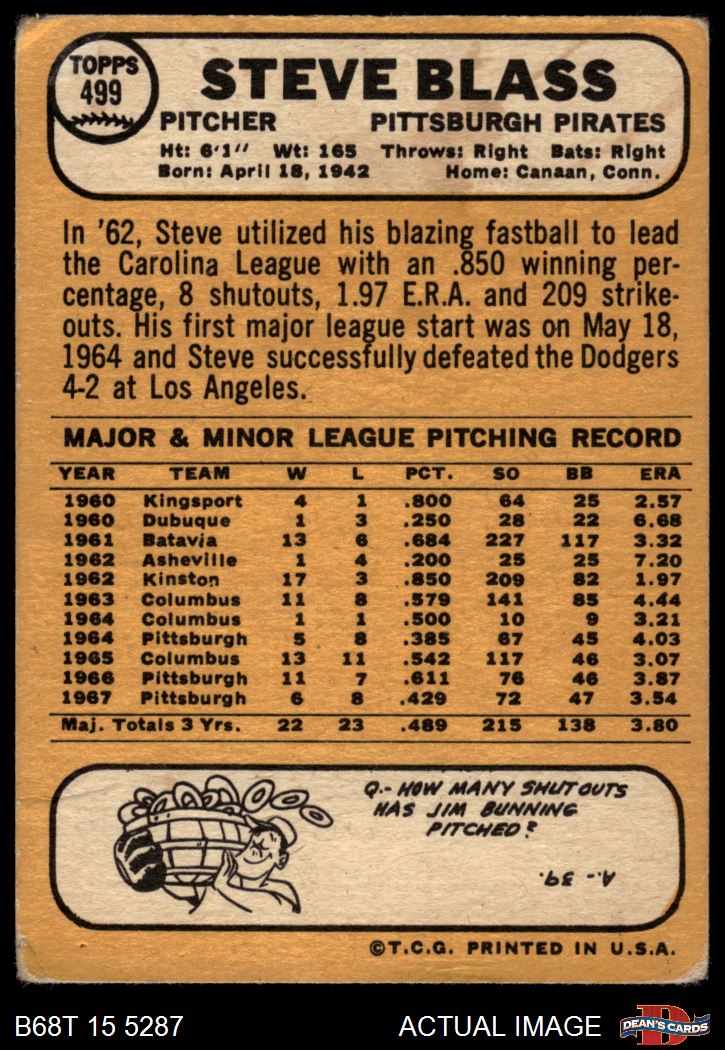 TOPPS
499
STEVE BLASS
PITCHER PITTSBURGH PIRATES
Ht: 6'1" Wt: 165 Throws: Right Bats: Right
Born: April 18, 1942 Home: Canaan, Conn.
In '62, Steve utilized his blazing fastball to lead
the Carolina League with an .850 winning per-
centage, 8 shutouts, 1.97 E.R.A. and 209 strike-
outs. His first major league start was on May 18,
1964 and Steve successfully defeated the Dodgers
4-2 at Los Angeles.
MAJOR & MINOR LEAGUE PITCHING RECORD
YEAR TEAM W L PCT. SO BB ERA
1960 Kingsport 4 1 .800 64 25 2.57
1960 Dubuque 1 3 .250 28 22 6.68
1961 Batavia 13 6 .684 227 117 3.32
1962 Asheville 1 4 .200 25 25 7.20
1962 Kinston 17 3 .850 209 82 1.97
1963 Columbus 11 8 .579 141 85 4.44
1964 Columbus 1 1 .500 10 9 3.21
1964 Pittsburgh 5 8 .385 67 45 4.03
1965 Columbus 13 11 .542 117 46 3.07
1966 Pittsburgh 11 7 .611 76 46 3.87
1967 Pittsburgh 6 8 .429 72 47 3.54
Maj. Totals 3 Yrs. 22 23 .489 215 138 3.80
Q.- HOW MANY SHUTOUTS
HAS JIM BUNNING
PITCHED?
A.- 39.
©T.C.G. PRINTED IN U.S.A.
B68T 15 5287 ACTUAL IMAGE
D
DEAN'S CARDS